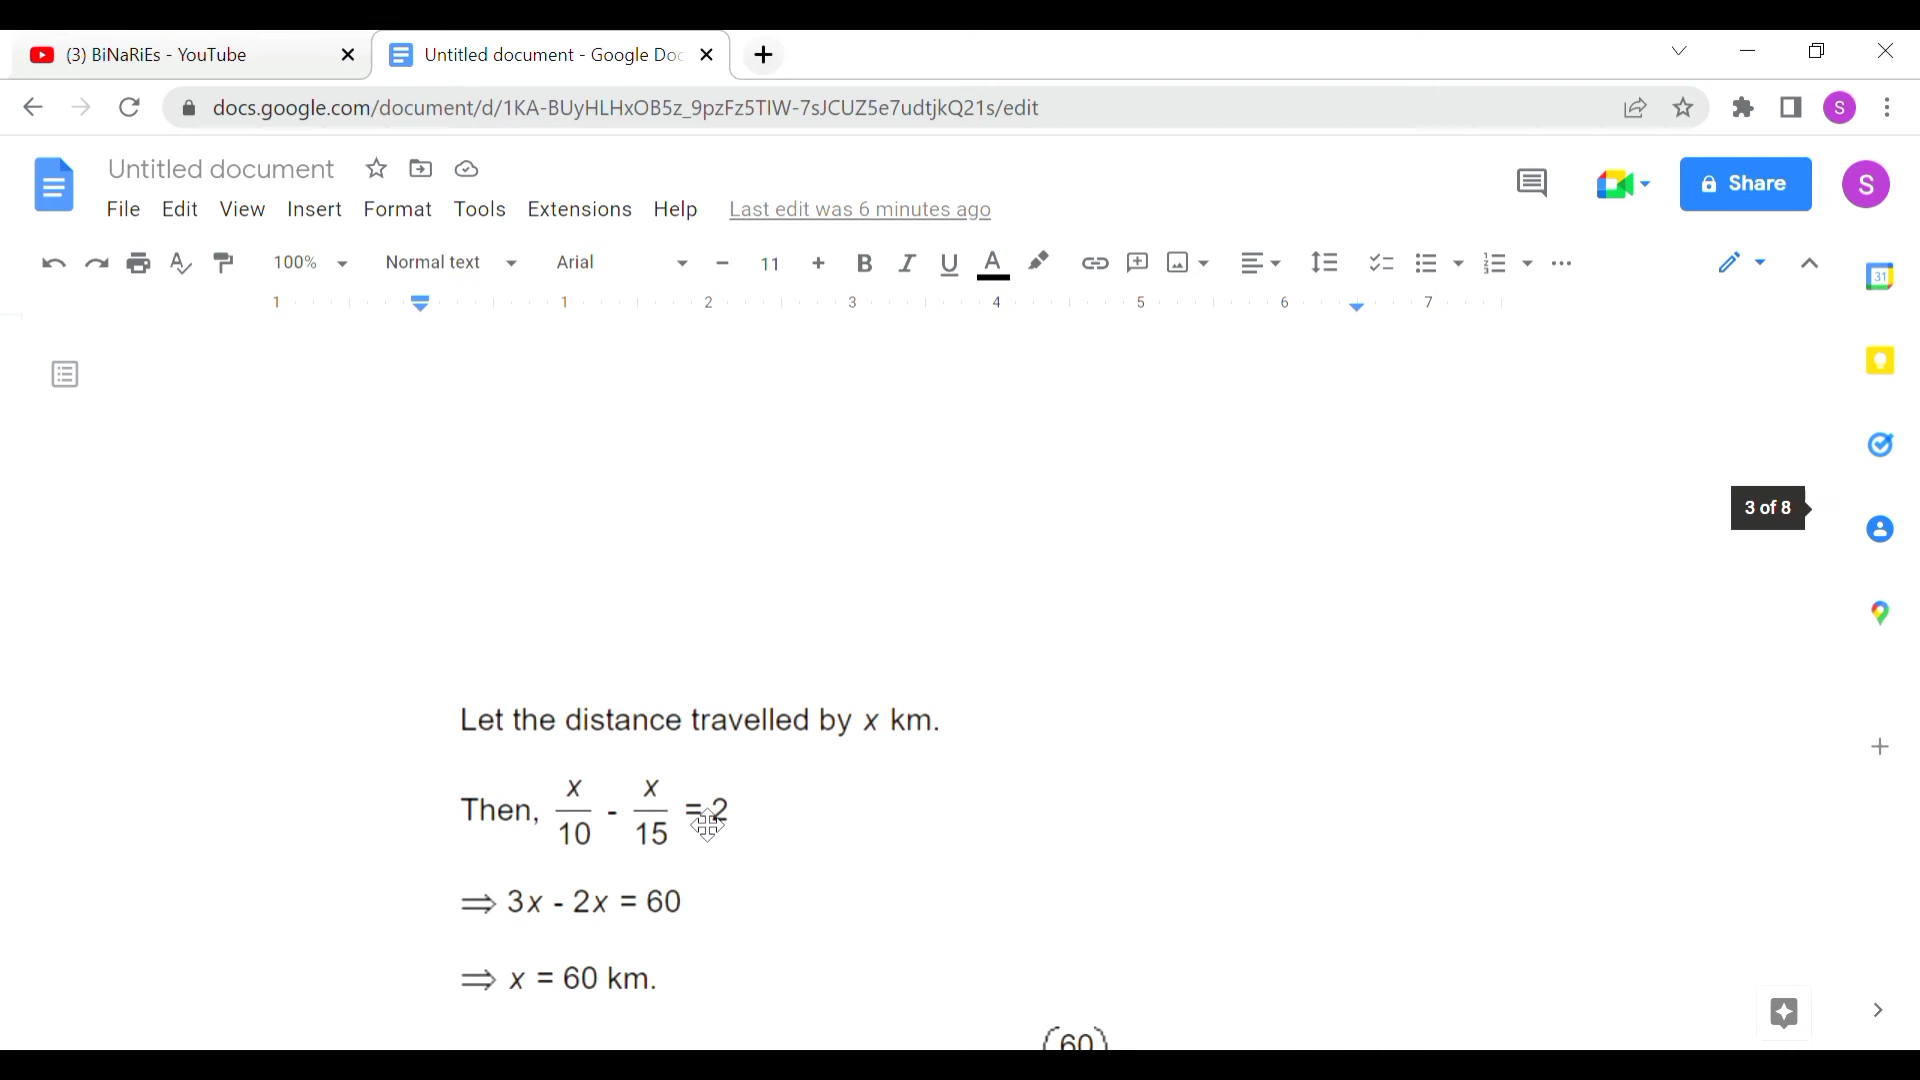 (3) BiNaRiEs - YouTube
Untitled document - Google Doc
docs.google.com/document/d/1KA-BUyHLHxOB5z_9pzFz5TIW-7sJCUZ5e7udtjkQ21s/edit
S
Untitled document
File Edit View Insert Format Tools Extensions Help Last edit was 6 minutes ago
Share
S
100% Normal text Arial - 11 + B I U A
31
1 1 2 3 4 5 6 7
3 of 8
Let the distance travelled by x km.
Then, x/10 - x/15 = 2
⇒ 3x - 2x = 60
⇒ x = 60 km.
(60)